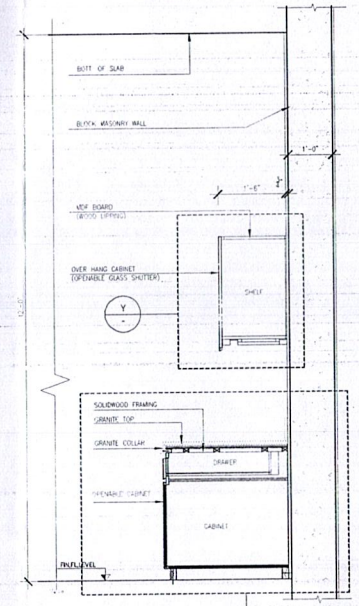 BOTT OF SLAB
BLOCK MASONRY WALL
1'-0"
1'-6"
MDF BOARD
(WOOD LIPPING)
OVER HANG CABINET
(OPENABLE GLASS SHUTTER)
SHELF
Y
12'-0"
SOLIDWOOD FRAMING
GRANITE TOP
GRANITE COLLAR
DRAWER
OPENABLE CABINET
CABINET
FIN.FL.LEVEL